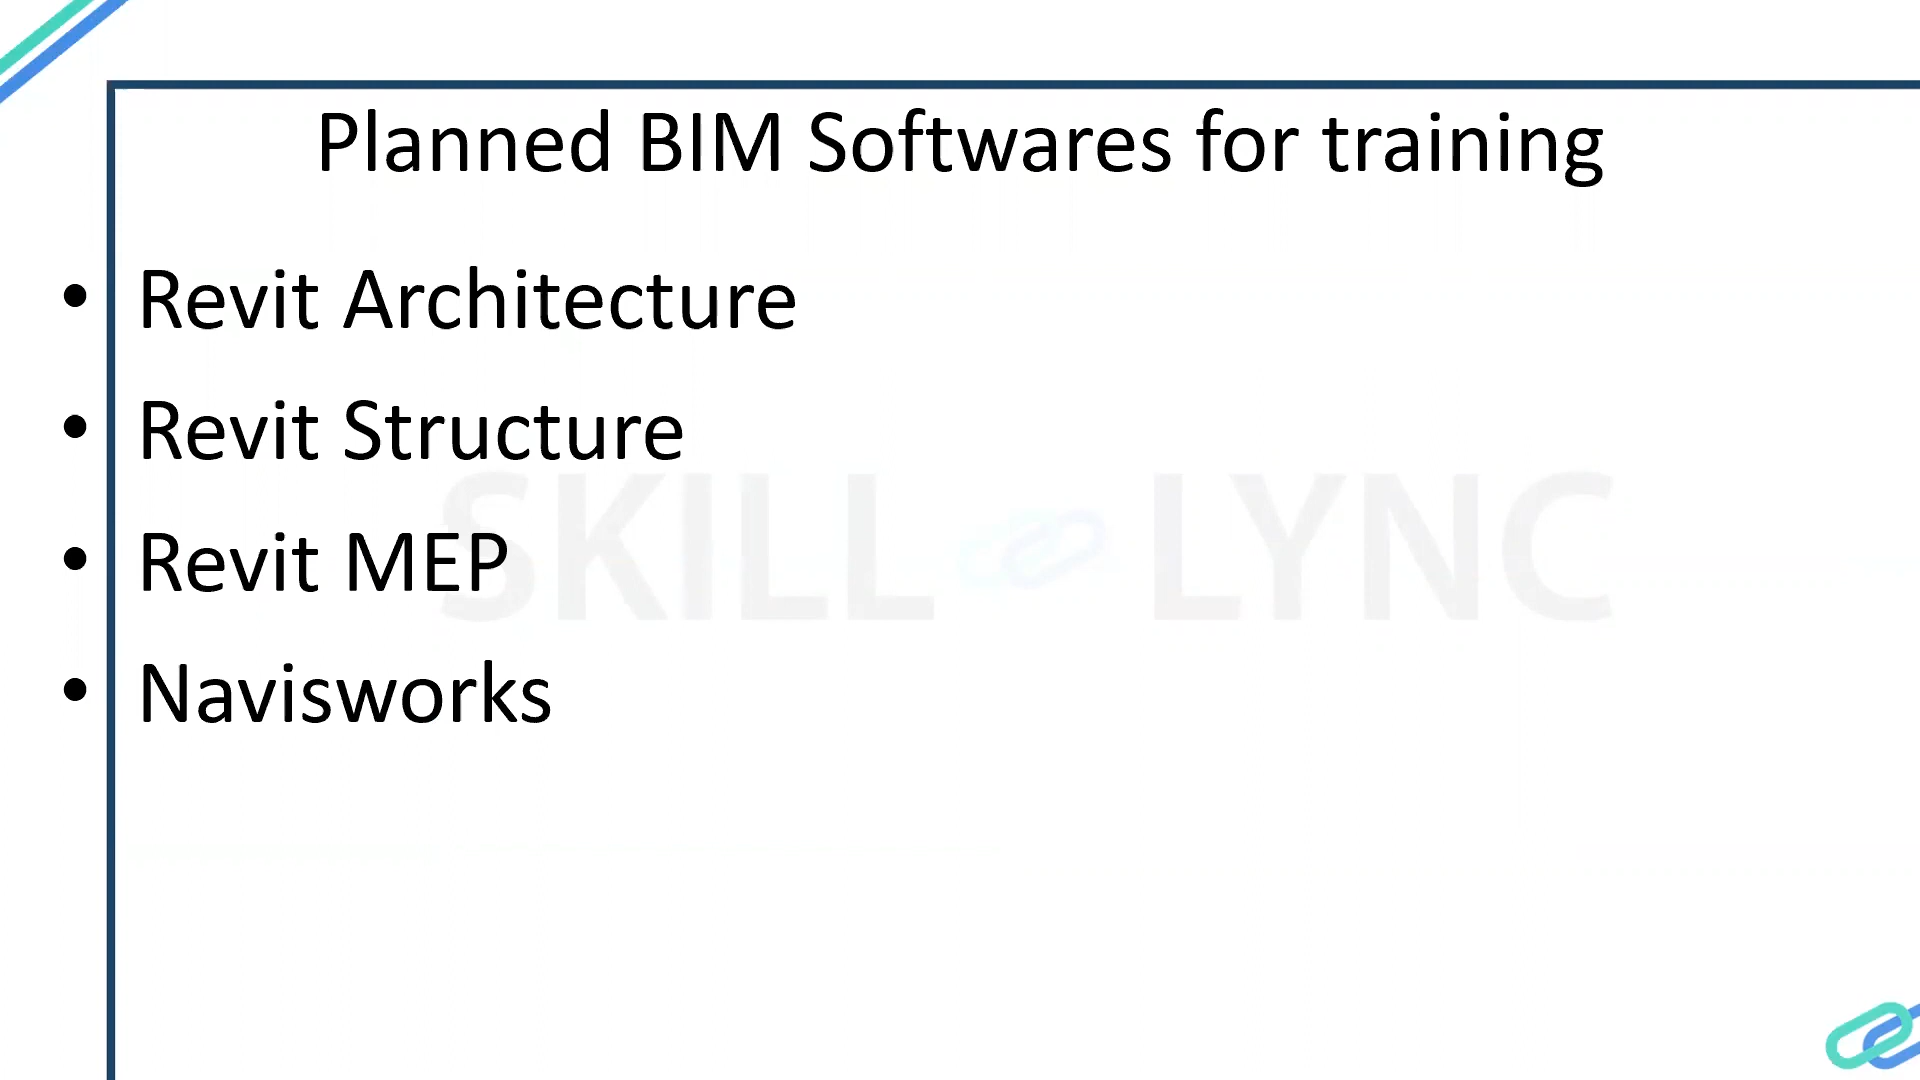 Planned BIM Softwares for training
• Revit Architecture
• Revit Structure
• Revit MEP
• Navisworks
SKILL LYNC